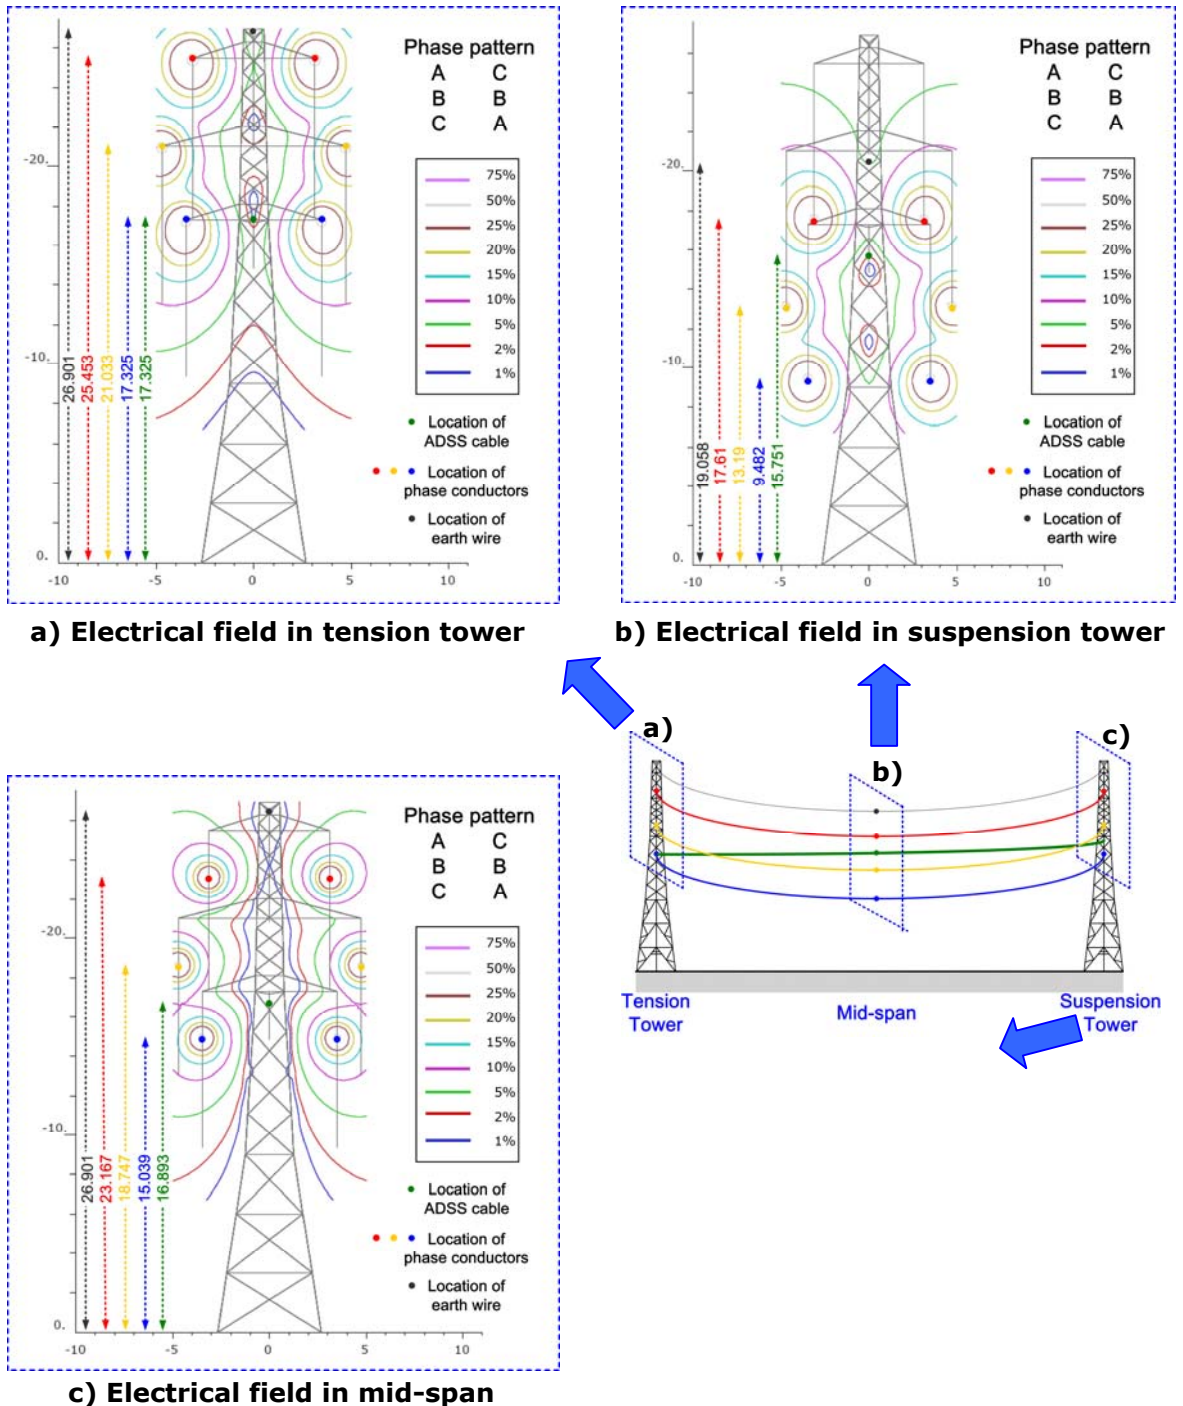 Phase pattern
A C
B B
C A
75%
50%
25%
20%
15%
10%
5%
2%
1%
Location of
ADSS cable
Location of
phase conductors
Location of
earth wire
-20.
-10.
0.
26.901
25.453
21.033
17.325
17.325
-10 -5 0 5 10
a) Electrical field in tension tower
Phase pattern
A C
B B
C A
75%
50%
25%
20%
15%
10%
5%
2%
1%
Location of
ADSS cable
Location of
phase conductors
Location of
earth wire
-20.
-10.
0.
19.058
17.61
13.19
9.482
15.751
-10 -5 0 5 10
b) Electrical field in suspension tower
a)
b)
c)
Tension
Tower
Mid-span
Suspension
Tower
Phase pattern
A C
B B
C A
75%
50%
25%
20%
15%
10%
5%
2%
1%
Location of
ADSS cable
Location of
phase conductors
Location of
earth wire
-20.
-10.
0.
26.901
23.167
18.747
15.039
16.893
-10 -5 0 5 10
c) Electrical field in mid-span